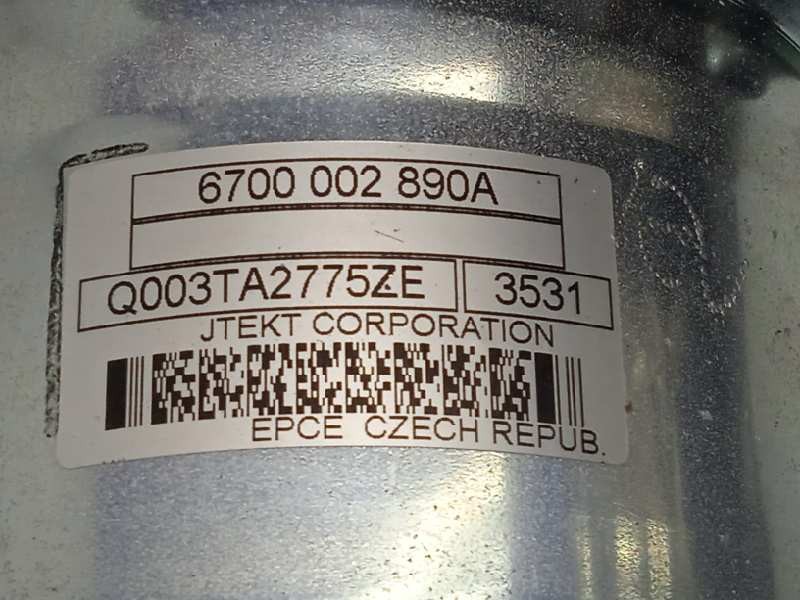 6700 002 890A
Q003TA2775ZE 3531
JTEKT CORPORATION
EPCE CZECH REPUB.